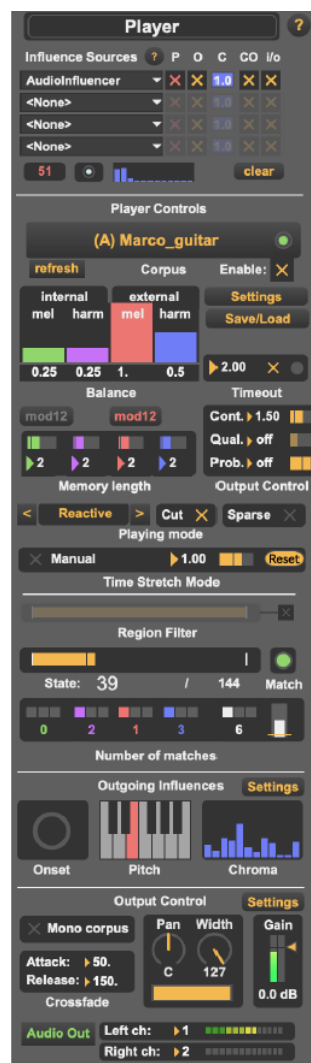 Player ?
Influence Sources ? P O C CO i/o
AudioInfluencer 1.0
<None> 1.0
<None> 1.0
<None> 1.0
51 clear
Player Controls
(A) Marco_guitar
refresh Corpus Enable:
internal external Settings
mel harm mel harm Save/Load
2.00
0.25 0.25 1. 0.5
Balance Timeout
mod12 mod12 Cont. 1.50
Qual. off
2 2 2 2 Prob. off
Memory length Output Control
< Reactive > Cut Sparse
Playing mode
Manual 1.00 Reset
Time Stretch Mode
Region Filter
State: 39 / 144 Match
0 2 1 3 6
Number of matches
Outgoing Influences Settings
Onset Pitch Chroma
Output Control Settings
Mono corpus Pan Width Gain
Attack: 50.
Release: 150. C 127 0.0 dB
Crossfade
Audio Out Left ch: 1
Right ch: 2